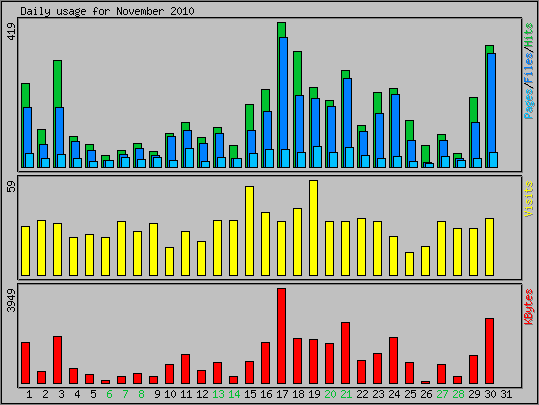 Daily usage for November 2010
419
Pages/Files/Hits
59
Visits
3949
KBytes
1 2 3 4 5 6 7 8 9 10 11 12 13 14 15 16 17 18 19 20 21 22 23 24 25 26 27 28 29 30 31